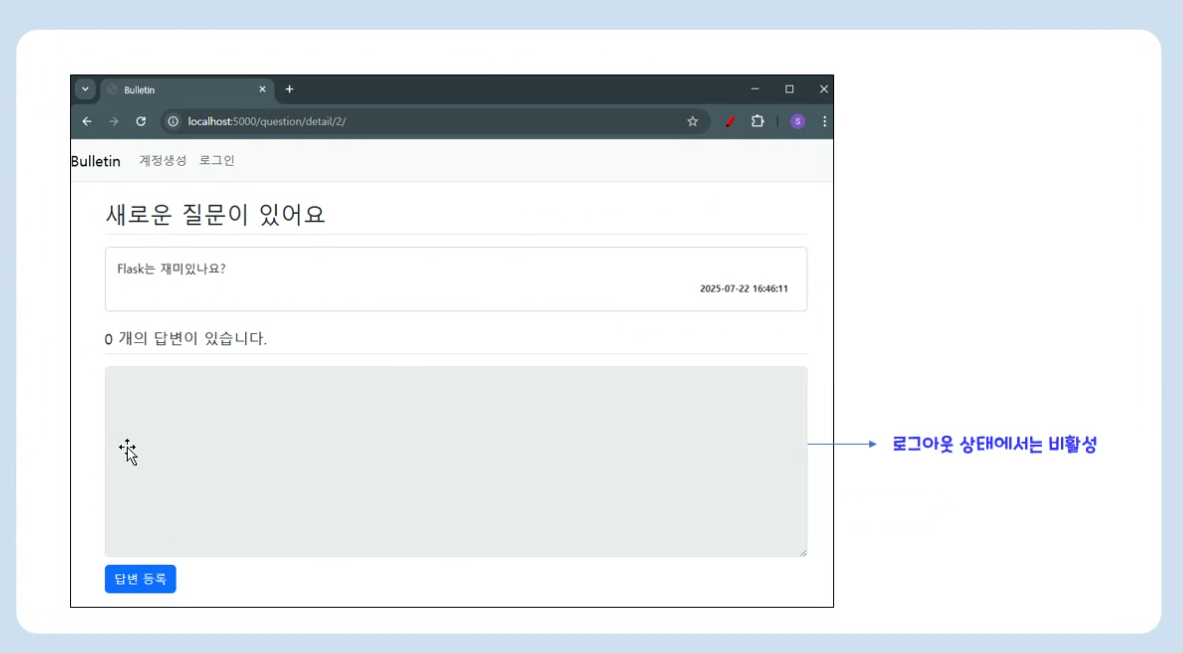 Bulletin
localhost:5000/question/detail/2/
S
Bulletin 계정생성 로그인
새로운 질문이 있어요
Flask는 재미있나요?
2025-07-22 16:46:11
0 개의 답변이 있습니다.
로그아웃 상태에서는 비활성
답변 등록